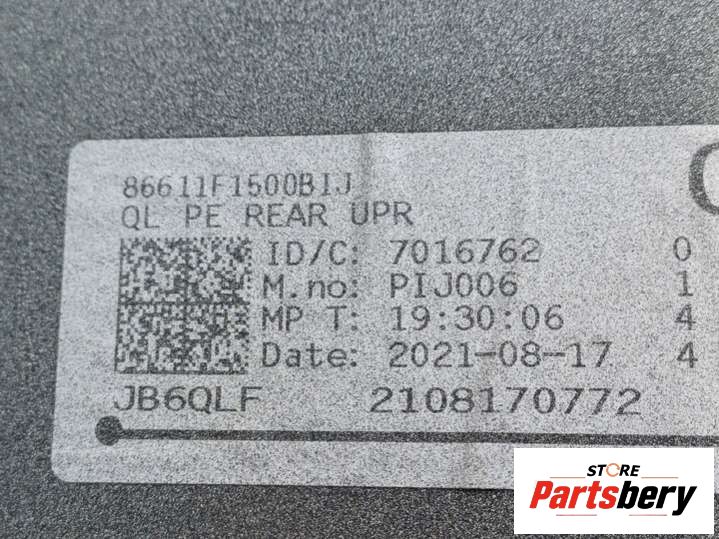 86611F1500BIJ
QL PE REAR UPR
ID/C: 7016762 0
M.no: PIJ006 1
MP T: 19:30:06 4
Date: 2021-08-17 4
JB6QLF 2108170772
STORE
Partsbery